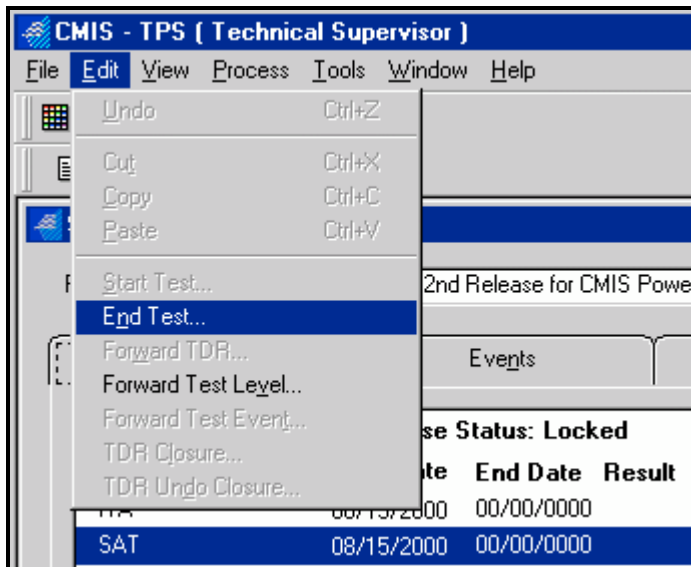 CMIS - TPS ( Technical Supervisor )
File Edit View Process Tools Window Help
Undo Ctrl+Z
Cut Ctrl+X
Copy Ctrl+C
Paste Ctrl+V
Start Test...
2nd Release for CMIS Powe
End Test...
Forward TDR...
Events
Forward Test Level...
Forward Test Event...
se Status: Locked
TDR Closure...
te End Date Result
TDR Undo Closure...
00/00/0000
SAT 08/15/2000 00/00/0000